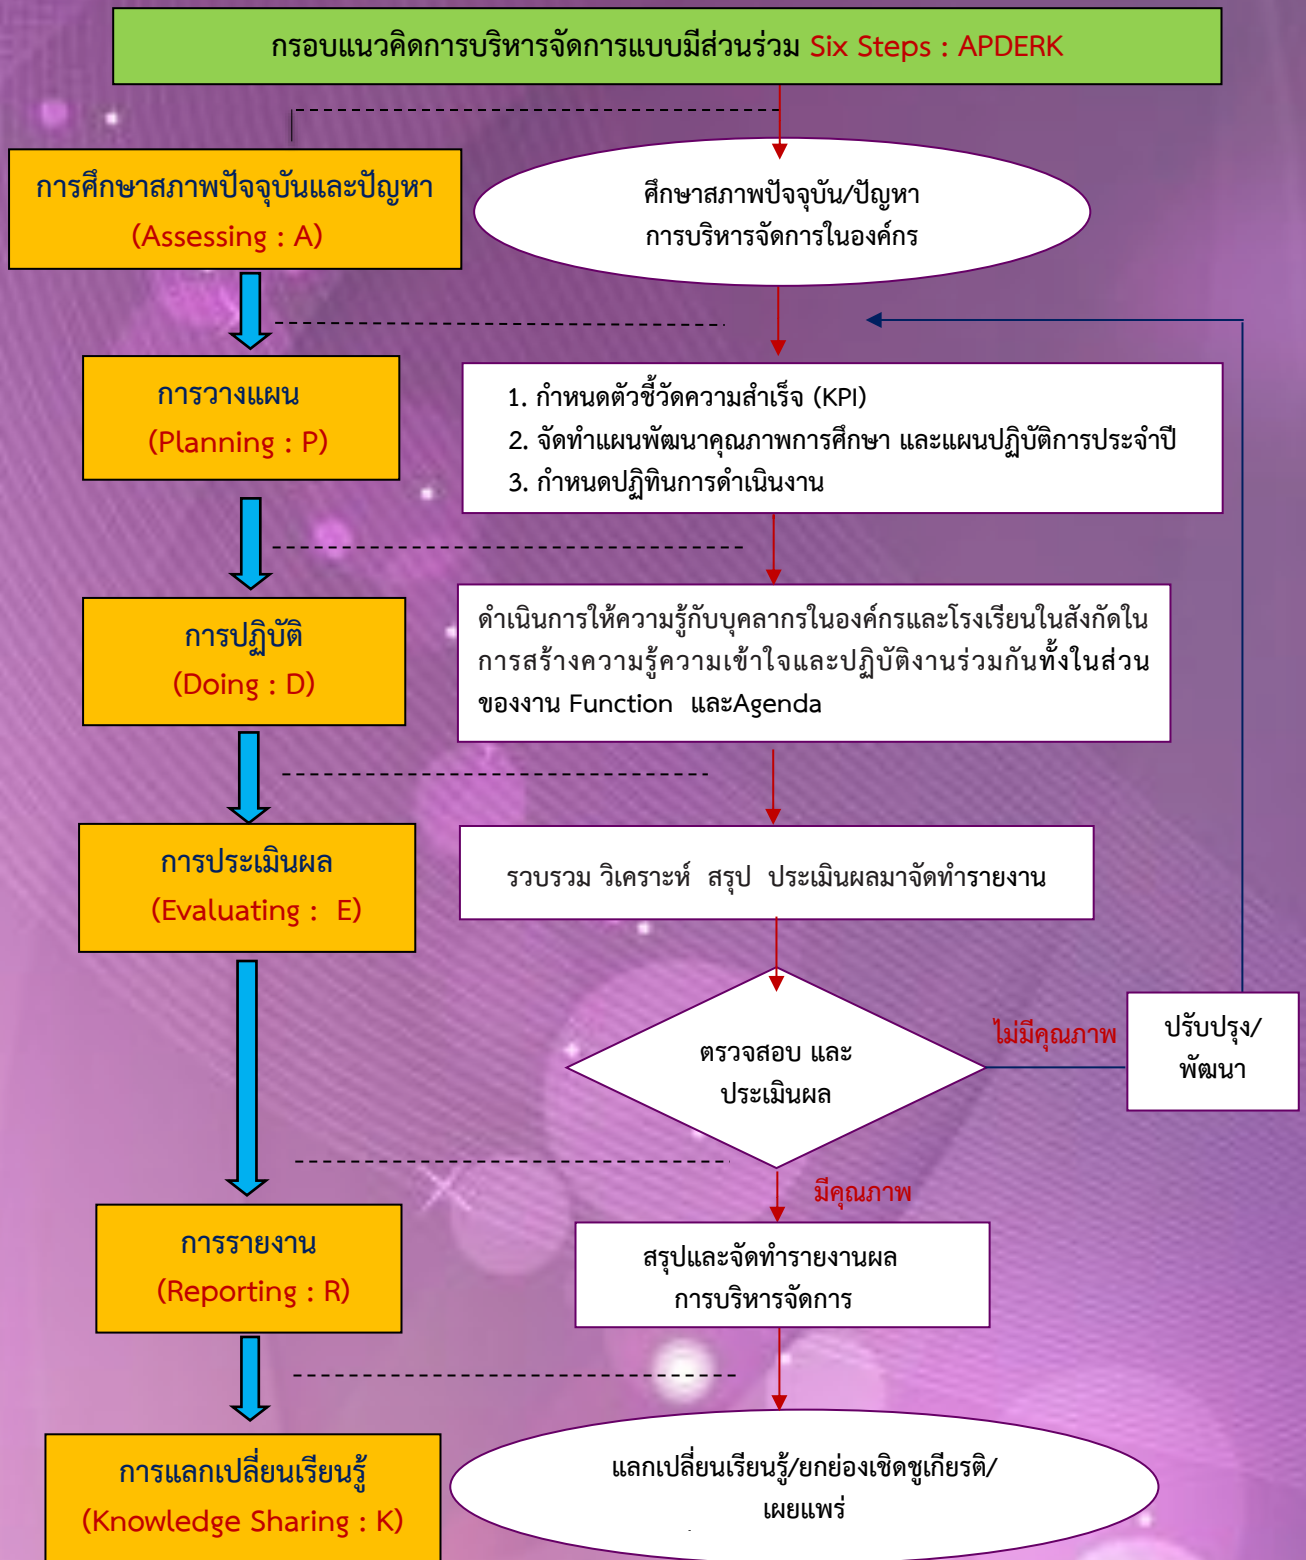 กรอบแนวคิดการบริหารจัดการแบบมีส่วนร่วม Six Steps : APDERK
การศึกษาสภาพปัจจุบันและปัญหา
(Assessing : A)
ศึกษาสภาพปัจจุบัน/ปัญหา
การบริหารจัดการในองค์กร
การวางแผน
(Planning : P)
1. กำหนดตัวชี้วัดความสำเร็จ (KPI)
2. จัดทำแผนพัฒนาคุณภาพการศึกษา และแผนปฏิบัติการประจำปี
3. กำหนดปฏิทินการดำเนินงาน
การปฏิบัติ
(Doing : D)
ดำเนินการให้ความรู้กับบุคลากรในองค์กรและโรงเรียนในสังกัดใน
การสร้างความรู้ความเข้าใจและปฏิบัติงานร่วมกันทั้งในส่วน
ของงาน Function และAgenda
การประเมินผล
(Evaluating : E)
รวบรวม วิเคราะห์ สรุป ประเมินผลมาจัดทำรายงาน
ตรวจสอบ และ
ประเมินผล
ไม่มีคุณภาพ
ปรับปรุง/
พัฒนา
มีคุณภาพ
การรายงาน
(Reporting : R)
สรุปและจัดทำรายงานผล
การบริหารจัดการ
การแลกเปลี่ยนเรียนรู้
(Knowledge Sharing : K)
แลกเปลี่ยนเรียนรู้/ยกย่องเชิดชูเกียรติ/
เผยแพร่